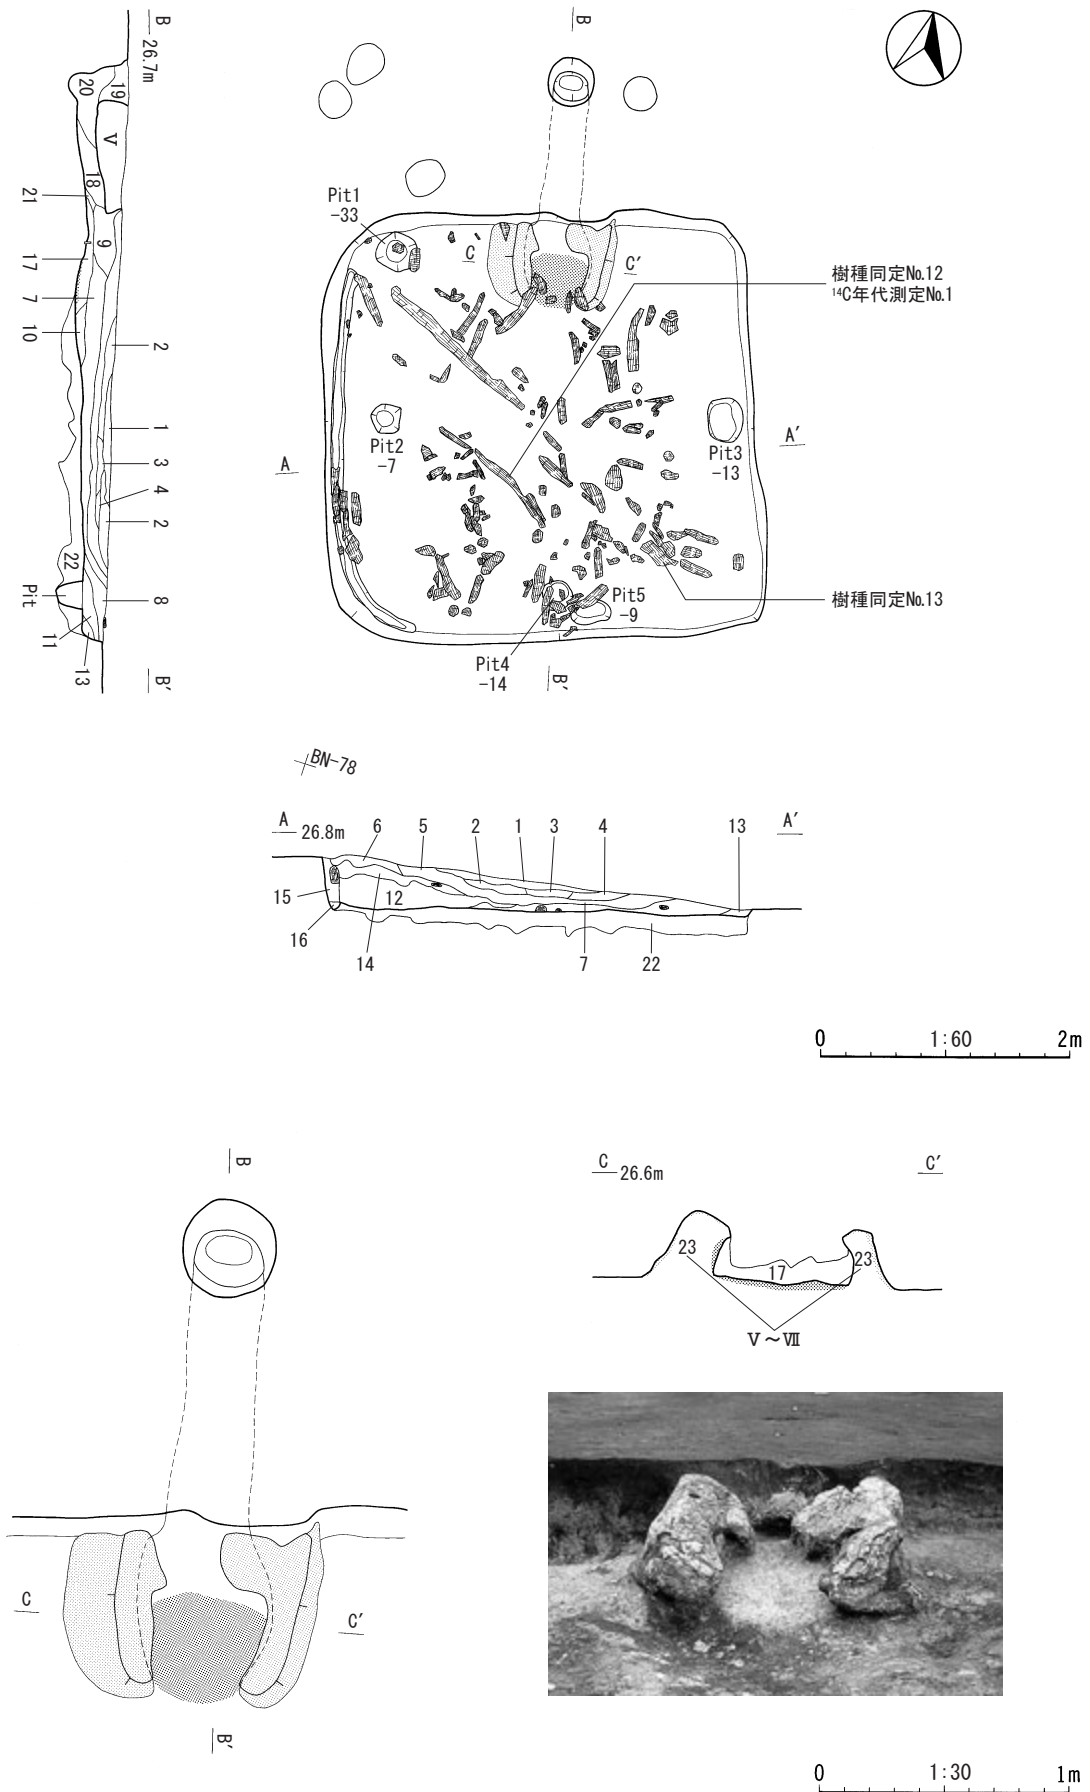 B
26.7m
20
19
V
18
21
9
17
7
10
2
1
3
4
2
22
8
Pit
11
13
B′
B
Pit1
-33
C
C′
樹種同定No.12
¹⁴C年代測定No.1
Pit2
-7
Pit3
-13
A
A′
Pit5
-9
樹種同定No.13
Pit4
-14
B′
BN-78
A
26.8m
6
5
2
1
3
4
13
A′
15
12
16
14
7
22
0
1:60
2m
B
C
26.6m
C′
23
17
23
Ⅴ～Ⅶ
C
C′
B′
0
1:30
1m